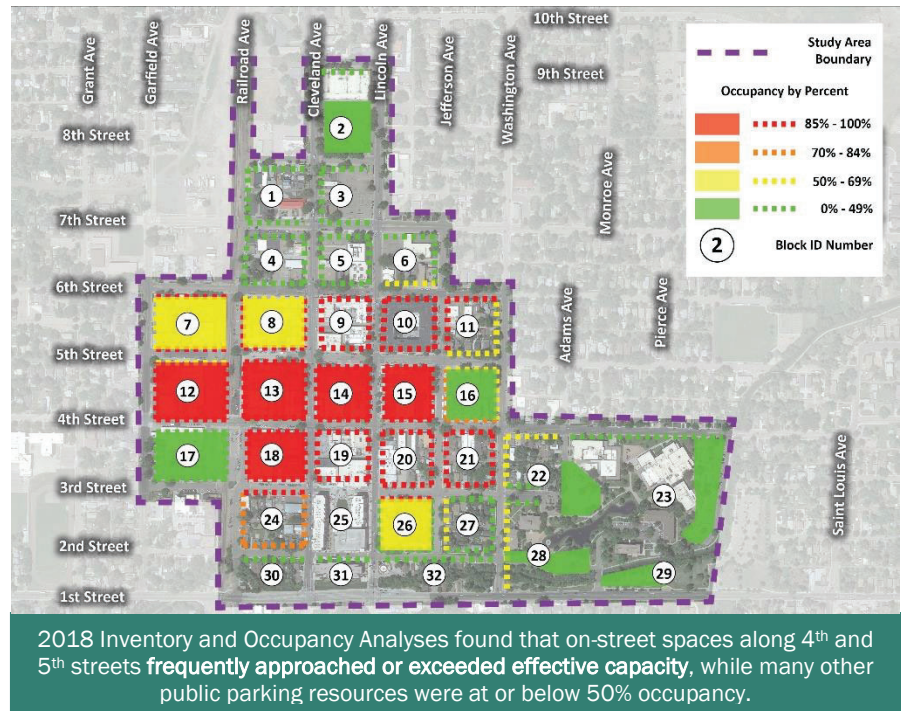 10th Street
Grant Ave
Garfield Ave
Railroad Ave
Cleveland Ave
Lincoln Ave
Jefferson Ave
Washington Ave
9th Street
8th Street
Monroe Ave
7th Street
6th Street
Adams Ave
Pierce Ave
5th Street
4th Street
Saint Louis Ave
3rd Street
2nd Street
1st Street
Study Area
Boundary
Occupancy by Percent
85% - 100%
70% - 84%
50% - 69%
0% - 49%
2 Block ID Number
2
1 3
4 5 6
7 8 9 10 11
12 13 14 15 16
17 18 19 20 21 22 23
24 25 26 27 28 29
30 31 32
2018 Inventory and Occupancy Analyses found that on-street spaces along 4th and
5th streets frequently approached or exceeded effective capacity, while many other
public parking resources were at or below 50% occupancy.